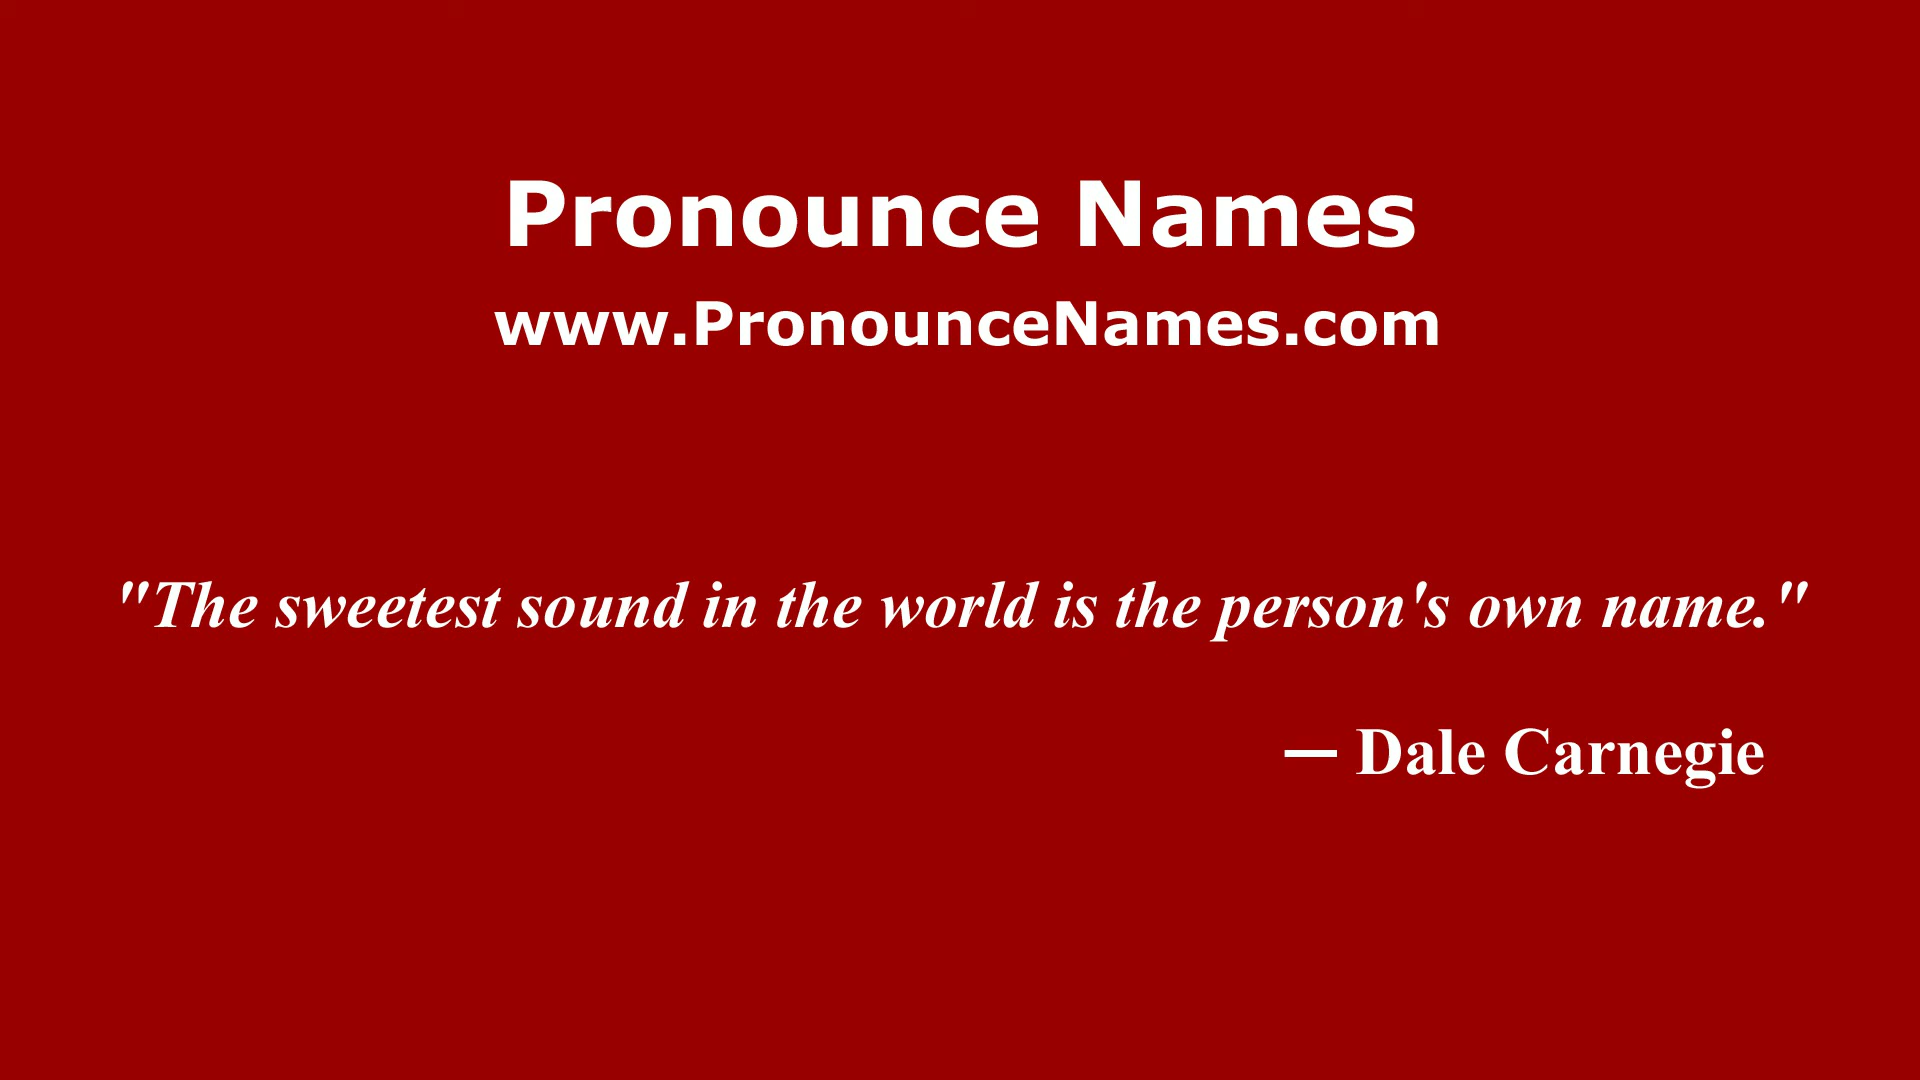 Pronounce Names
www.PronounceNames.com
"The sweetest sound in the world is the person's own name."
— Dale Carnegie